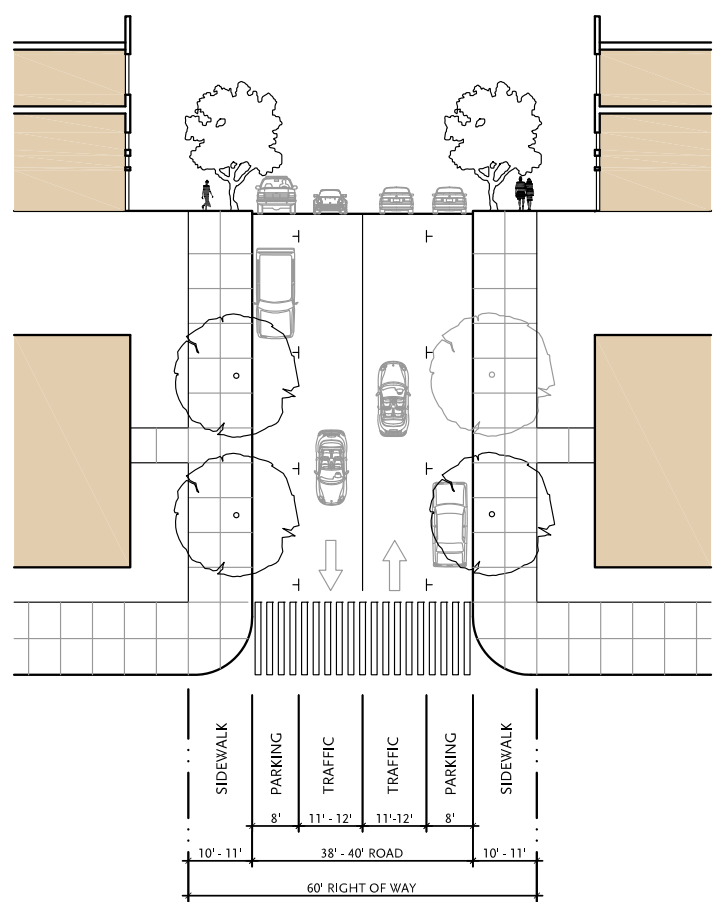 SIDEWALK
PARKING
TRAFFIC
TRAFFIC
PARKING
SIDEWALK
8' 11' - 12' 11'-12' 8'
10' - 11' 38' - 40' ROAD 10' - 11'
60' RIGHT OF WAY